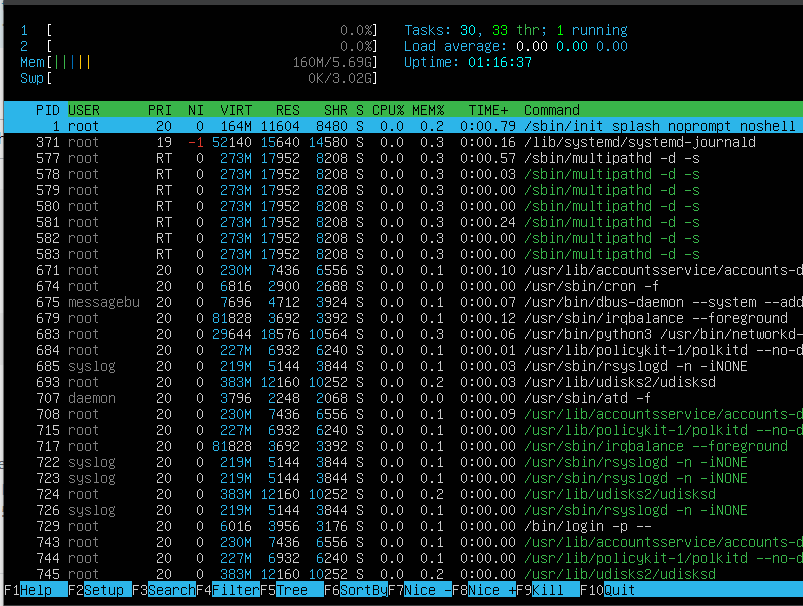 1 [ 0.0%] Tasks: 30, 33 thr; 1 running
2 [ 0.0%] Load average: 0.00 0.00 0.00
Mem[||||| 160M/5.69G] Uptime: 01:16:37
Swp[ 0K/3.02G]
PID USER PRI NI VIRT RES SHR S CPU% MEM% TIME+ Command
1 root 20 0 164M 11604 8480 S 0.0 0.2 0:00.79 /sbin/init splash noprompt noshell
371 root 19 -1 52140 15640 14580 S 0.0 0.3 0:00.16 /lib/systemd/systemd-journald
577 root RT 0 273M 17952 8208 S 0.0 0.3 0:00.57 /sbin/multipathd -d -s
578 root RT 0 273M 17952 8208 S 0.0 0.3 0:00.03 /sbin/multipathd -d -s
579 root RT 0 273M 17952 8208 S 0.0 0.3 0:00.00 /sbin/multipathd -d -s
580 root RT 0 273M 17952 8208 S 0.0 0.3 0:00.00 /sbin/multipathd -d -s
581 root RT 0 273M 17952 8208 S 0.0 0.3 0:00.24 /sbin/multipathd -d -s
582 root RT 0 273M 17952 8208 S 0.0 0.3 0:00.00 /sbin/multipathd -d -s
583 root RT 0 273M 17952 8208 S 0.0 0.3 0:00.00 /sbin/multipathd -d -s
671 root 20 0 230M 7436 6556 S 0.0 0.1 0:00.10 /usr/lib/accountsservice/accounts-d
674 root 20 0 6816 2900 2688 S 0.0 0.0 0:00.00 /usr/sbin/cron -f
675 messagebu 20 0 7696 4712 3924 S 0.0 0.1 0:00.07 /usr/bin/dbus-daemon --system --add
679 root 20 0 81828 3692 3392 S 0.0 0.1 0:00.12 /usr/sbin/irqbalance --foreground
683 root 20 0 29644 18576 10564 S 0.0 0.3 0:00.06 /usr/bin/python3 /usr/bin/networkd-
684 root 20 0 227M 6932 6240 S 0.0 0.1 0:00.01 /usr/lib/policykit-1/polkitd --no-d
685 syslog 20 0 219M 5144 3844 S 0.0 0.1 0:00.03 /usr/sbin/rsyslogd -n -iNONE
693 root 20 0 383M 12160 10252 S 0.0 0.2 0:00.03 /usr/lib/udisks2/udisksd
707 daemon 20 0 3796 2248 2068 S 0.0 0.0 0:00.00 /usr/sbin/atd -f
708 root 20 0 230M 7436 6556 S 0.0 0.1 0:00.09 /usr/lib/accountsservice/accounts-d
715 root 20 0 227M 6932 6240 S 0.0 0.1 0:00.00 /usr/lib/policykit-1/polkitd --no-d
717 root 20 0 81828 3692 3392 S 0.0 0.1 0:00.00 /usr/sbin/irqbalance --foreground
722 syslog 20 0 219M 5144 3844 S 0.0 0.1 0:00.00 /usr/sbin/rsyslogd -n -iNONE
723 syslog 20 0 219M 5144 3844 S 0.0 0.1 0:00.00 /usr/sbin/rsyslogd -n -iNONE
724 root 20 0 383M 12160 10252 S 0.0 0.2 0:00.00 /usr/lib/udisks2/udisksd
726 syslog 20 0 219M 5144 3844 S 0.0 0.1 0:00.00 /usr/sbin/rsyslogd -n -iNONE
729 root 20 0 6016 3956 3176 S 0.0 0.1 0:00.00 /bin/login -p --
743 root 20 0 230M 7436 6556 S 0.0 0.1 0:00.00 /usr/lib/accountsservice/accounts-d
744 root 20 0 227M 6932 6240 S 0.0 0.1 0:00.00 /usr/lib/policykit-1/polkitd --no-d
745 root 20 0 383M 12160 10252 S 0.0 0.2 0:00.00 /usr/lib/udisks2/udisksd
F1Help F2Setup F3SearchF4FilterF5Tree F6SortByF7Nice -F8Nice +F9Kill F10Quit